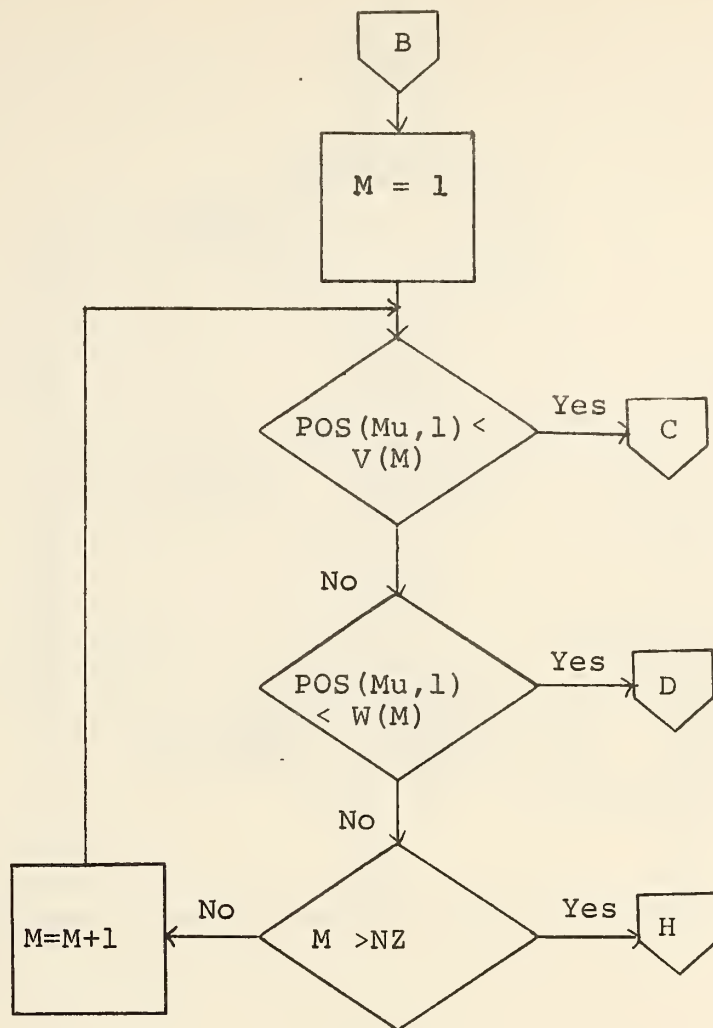 B
M = 1
POS(Mu,1) <
V(M)
Yes
C
No
POS(Mu,1)
< W(M)
Yes
D
No
M >NZ
Yes
H
No
M=M+1